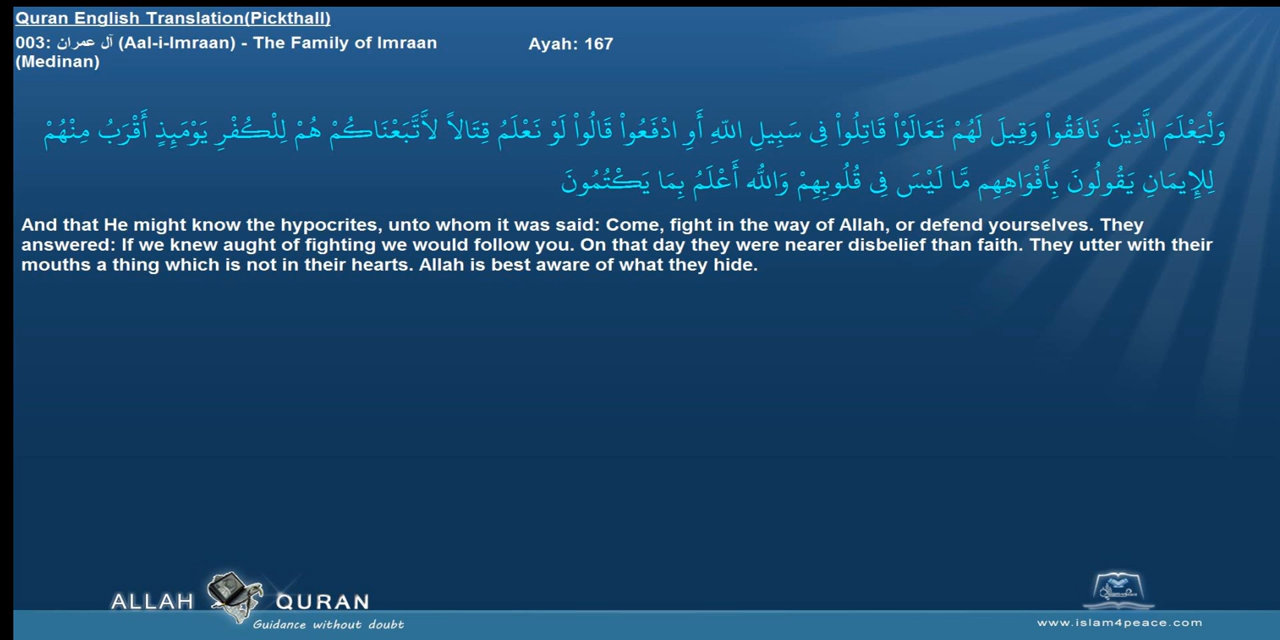 Quran English Translation(Pickthall)
003: آل عمران (Aal-i-Imraan) - The Family of Imraan
(Medinan)
Ayah: 167
وَلْيَعْلَمَ الَّذِينَ نَافَقُواْ وَقِيلَ لَهُمْ تَعَالَوْاْ قَاتِلُواْ فِي سَبِيلِ اللّهِ أَوِ ادْفَعُواْ قَالُواْ لَوْ نَعْلَمُ قِتَالاً لاَّتَّبَعْنَاكُمْ هُمْ لِلْكُفْرِ يَوْمَئِذٍ أَقْرَبُ مِنْهُمْ
لِلإِيمَانِ يَقُولُونَ بِأَفْوَاهِهِم مَّا لَيْسَ فِي قُلُوبِهِمْ وَاللّه أَعْلَمُ بِمَا يَكْتُمُونَ
And that He might know the hypocrites, unto whom it was said: Come, fight in the way of Allah, or defend yourselves. They
answered: If we knew aught of fighting we would follow you. On that day they were nearer disbelief than faith. They utter with their
mouths a thing which is not in their hearts. Allah is best aware of what they hide.
ALLAH QURAN
Guidance without doubt
www.islam4peace.com